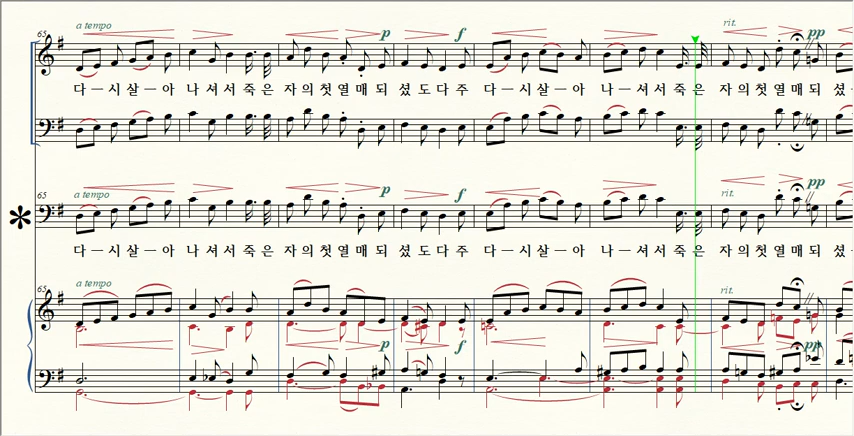 65 a tempo p f rit. pp
다 — 시 살 — 아 나 셔 서 죽 은 자 의 첫 열 매 되 셨 도 다 주 다 — 시 살 — 아 나 — 셔 서 죽 은 자 의 첫 열 매 되 셨
65 a tempo p f rit. pp
다 — 시 살 — 아 나 셔 서 죽 은 자 의 첫 열 매 되 셨 도 다 주 다 — 시 살 — 아 나 — 셔 서 죽 은 자 의 첫 열 매 되 셨
65 a tempo rit.
p f pp